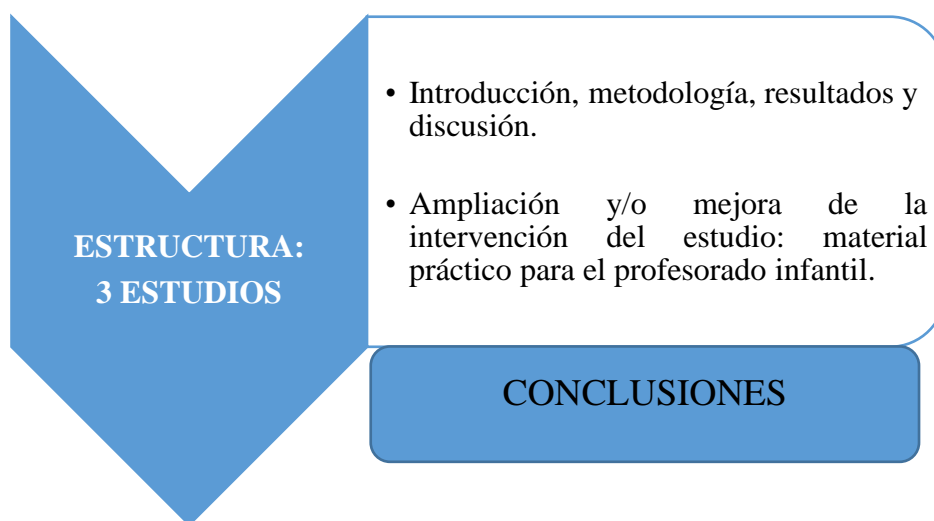 ESTRUCTURA:
3 ESTUDIOS
• Introducción, metodología, resultados y
discusión.
• Ampliación y/o mejora de la
intervención del estudio: material
práctico para el profesorado infantil.
CONCLUSIONES